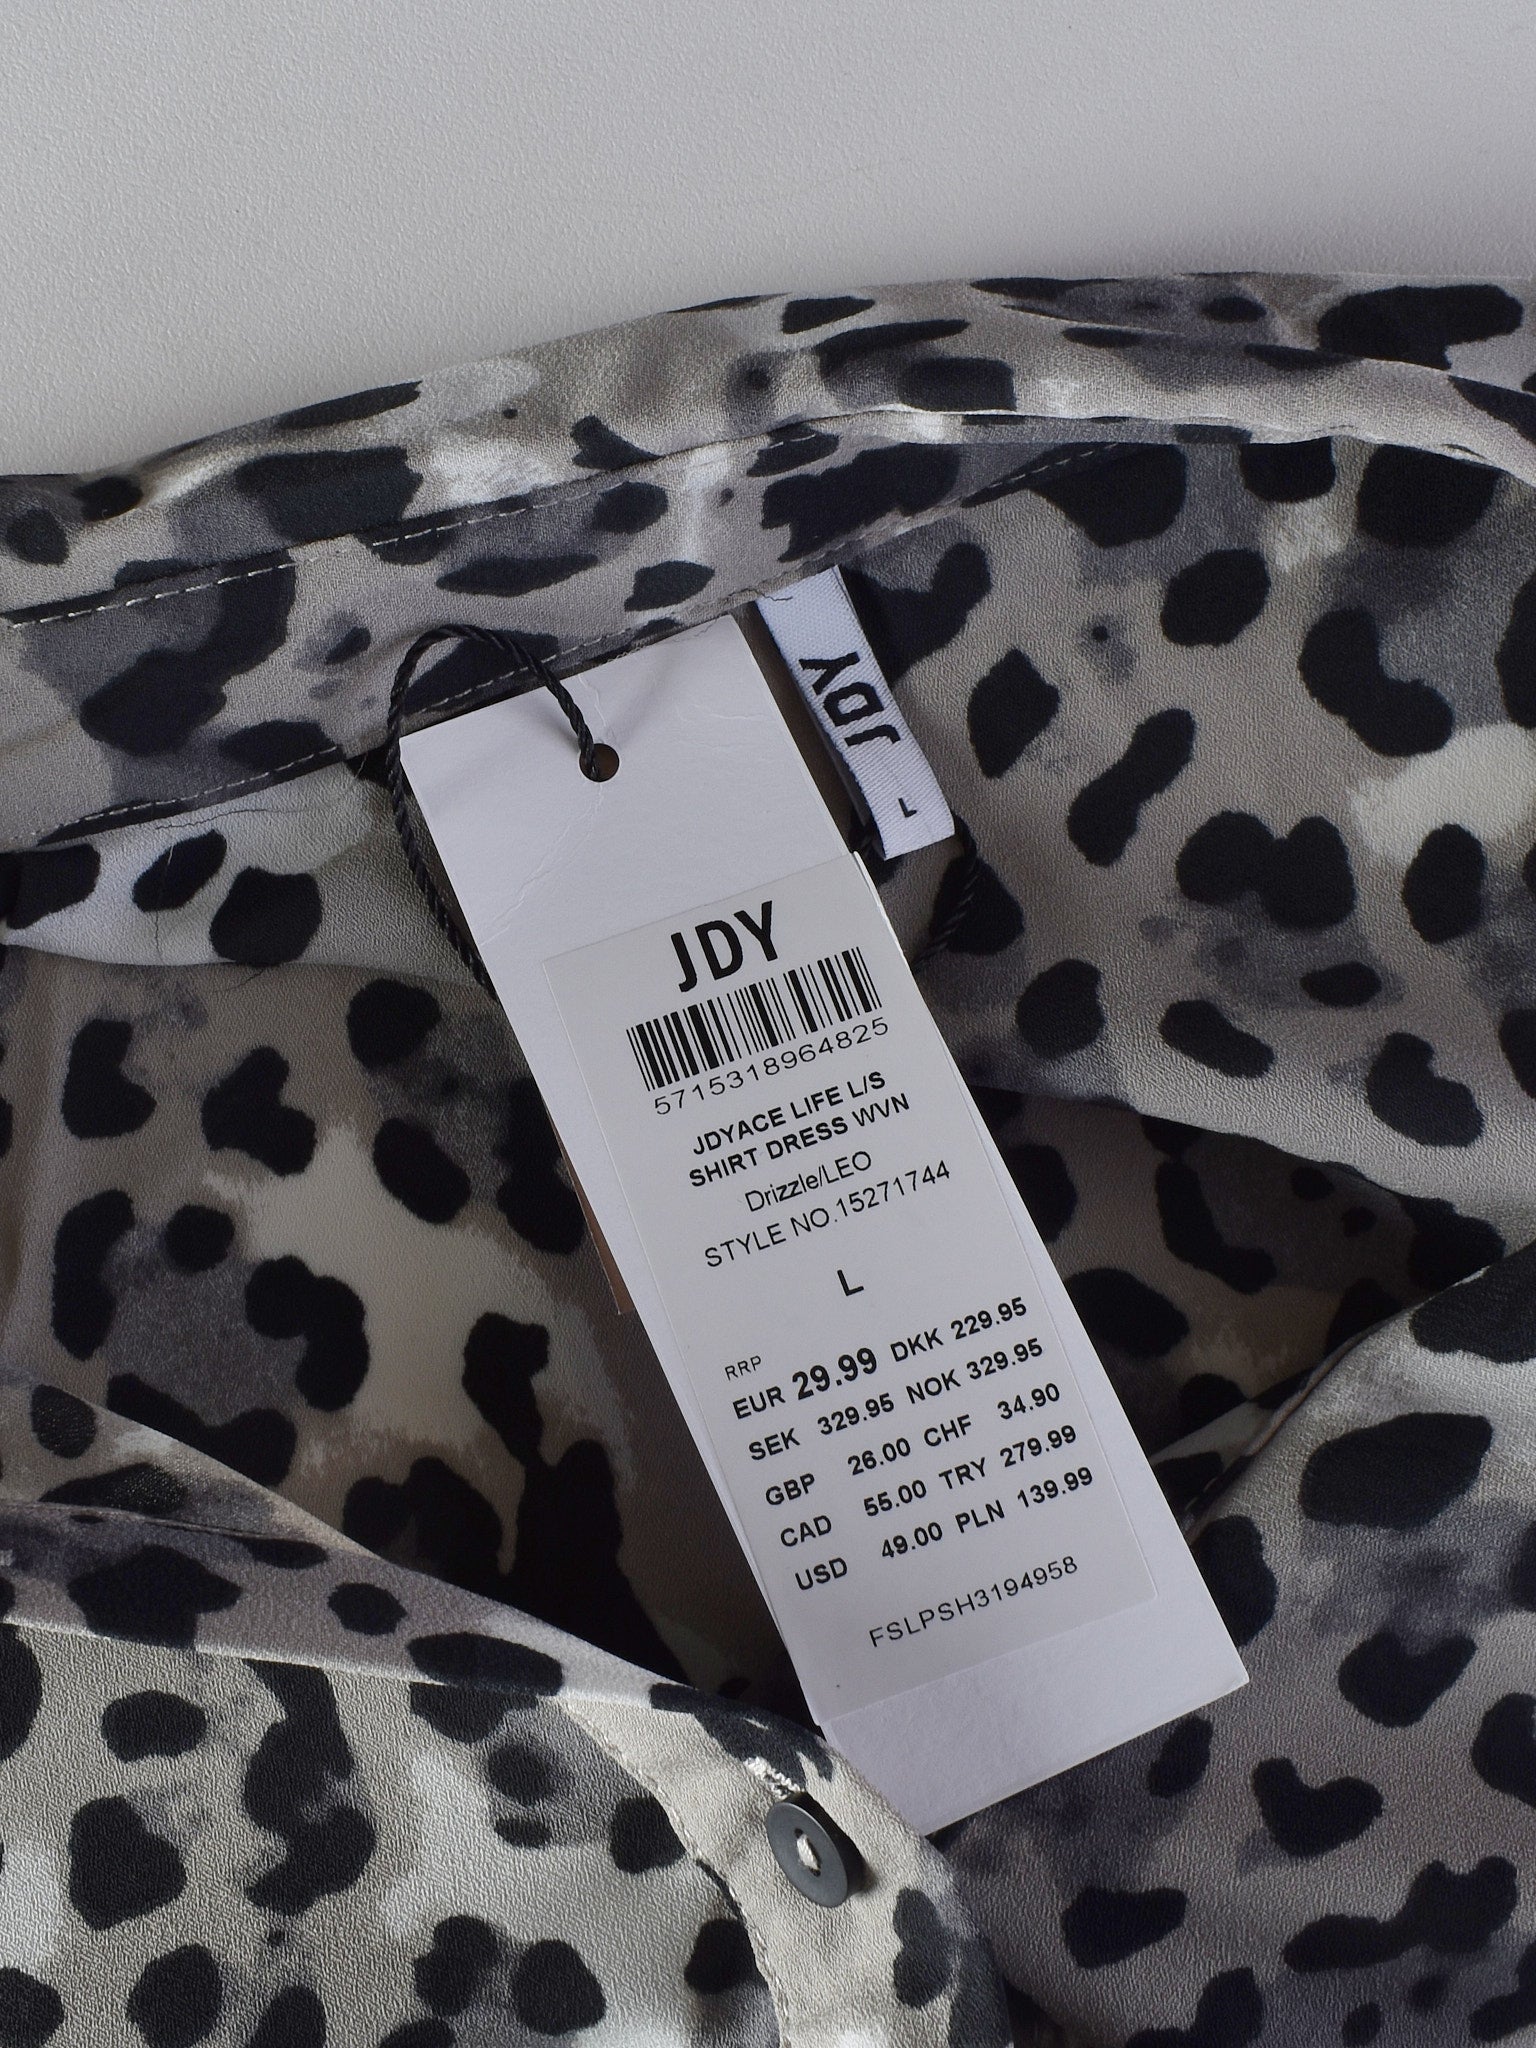 JDY
L
JDY
5715318964825
JDYACE LIFE L/S
SHIRT DRESS WVN
Drizzle/LEO
STYLE NO.15271744
L
RRP
EUR 29.99 DKK 229.95
SEK 329.95 NOK 329.95
GBP 26.00 CHF 34.90
CAD 55.00 TRY 279.99
USD 49.00 PLN 139.99
FSLPSH3194958